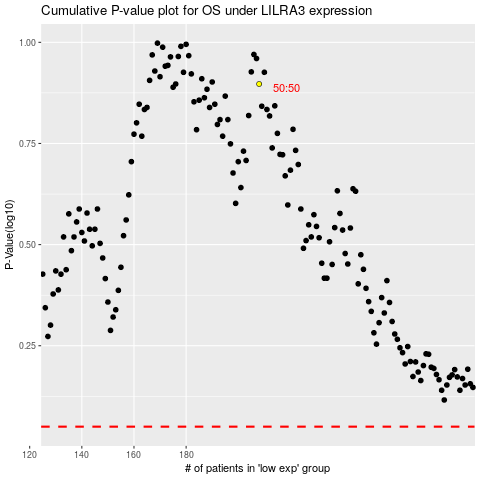 Cumulative P-value plot for OS under LILRA3 expression
P-Value(log10)
1.00
0.75
0.50
0.25
50:50
120 140 160 180
# of patients in 'low exp' group